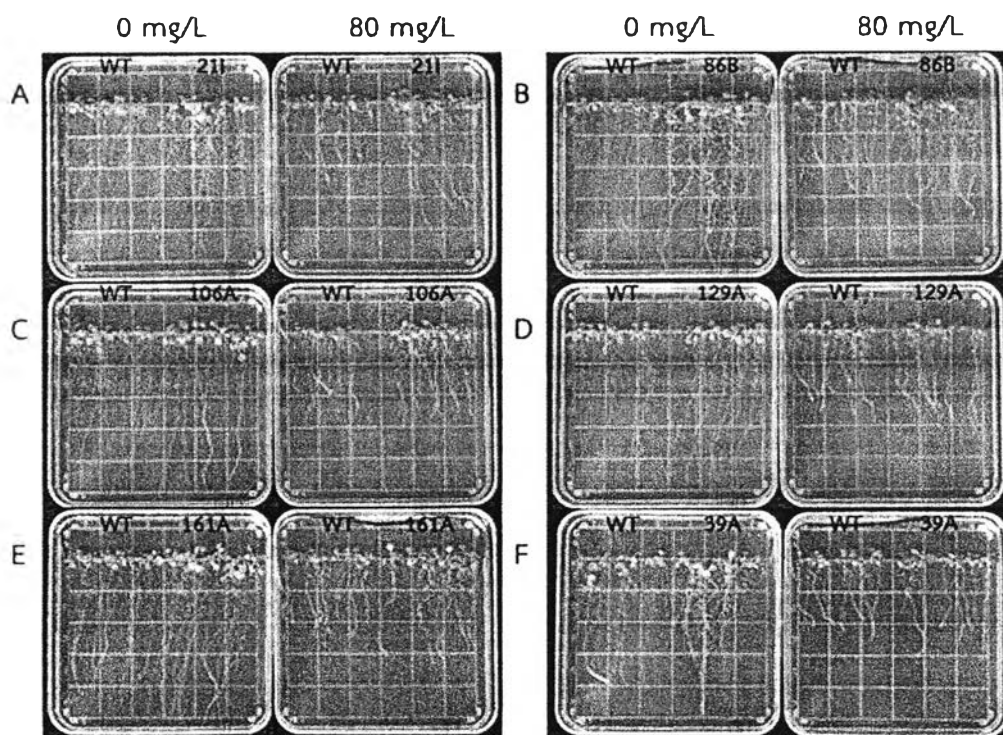 0 mg/L 80 mg/L 0 mg/L 80 mg/L
A WT 21I WT 21I B WT 86B WT 86B
C WT 106A WT 106A D WT 129A WT 129A
E WT 161A WT 161A F WT 39A WT 39A